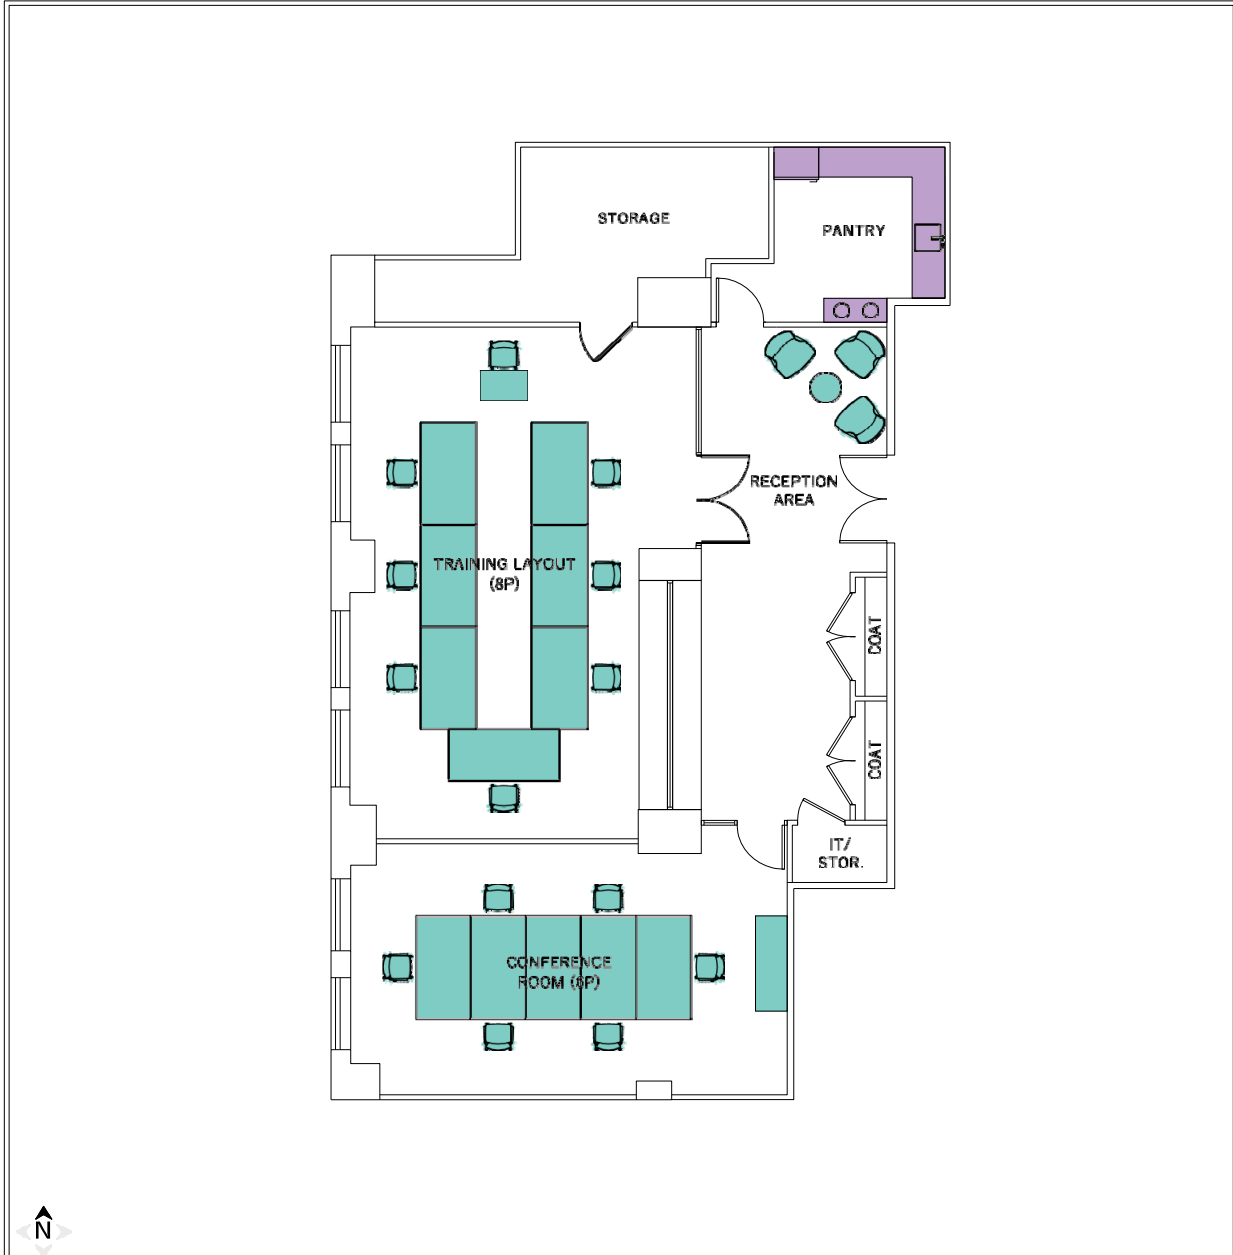 STORAGE
PANTRY
RECEPTION
AREA
TRAINING LAYOUT
(8P)
COAT
COAT
IT/
STOR.
CONFERENCE
ROOM (6P)
N